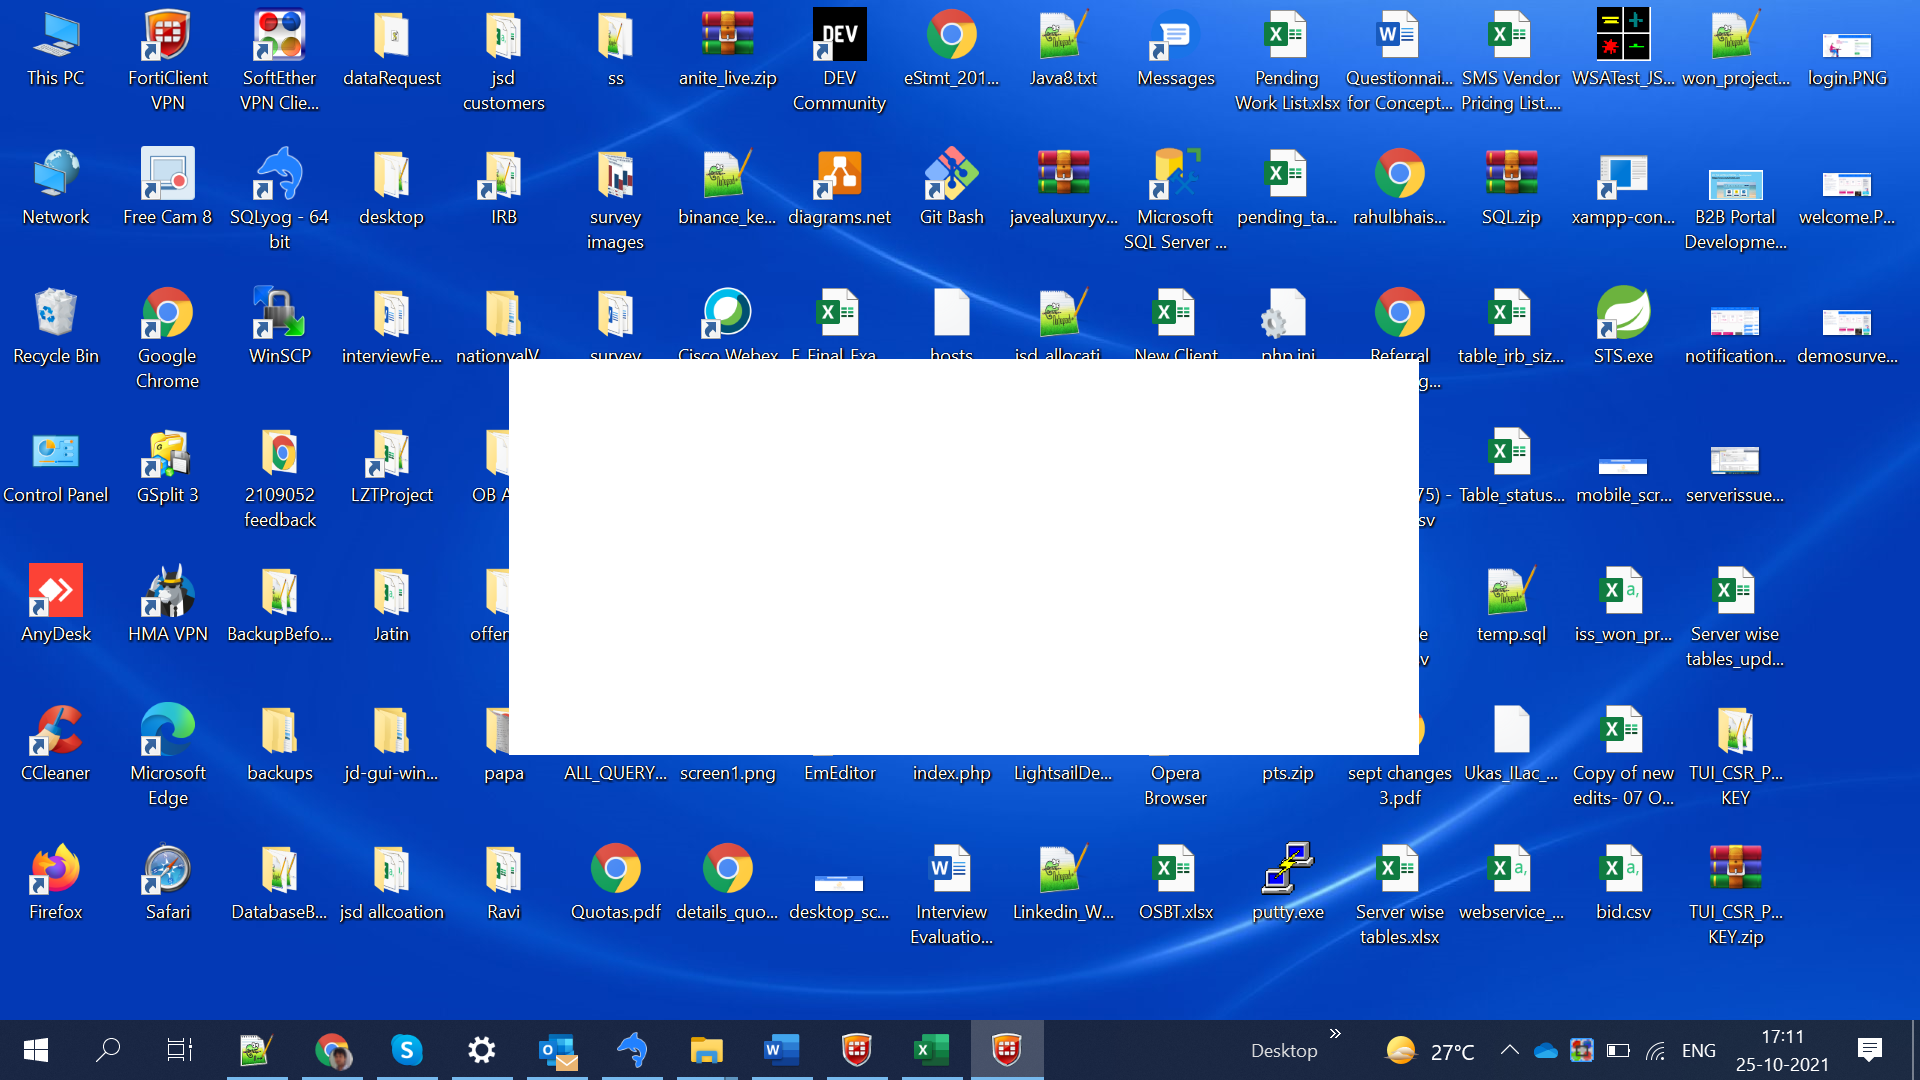 This PC
FortiClient
VPN
SoftEther
VPN Clie...
dataRequest
jsd
customers
ss
anite_live.zip
DEV
DEV
Community
eStmt_201...
Java8.txt
Messages
Pending
Work List.xlsx
Questionnai...
for Concept...
SMS Vendor
Pricing List....
WSATest_JS...
won_project...
login.PNG
Network
Free Cam 8
SQLyog - 64
bit
desktop
IRB
survey
images
binance_ke...
diagrams.net
Git Bash
javealuxuryv...
Microsoft
SQL Server ...
pending_ta...
rahulbhais...
SQL.zip
xampp-con...
B2B Portal
Developme...
welcome.P...
Recycle Bin
Google
Chrome
WinSCP
interviewFe...
nationalV
survey
Cisco Webex
F_Final_Exa
hosts
jsd_allocati
New Client
php.ini
Referral
g...
table_irb_siz...
STS.exe
notification...
demosurve...
Control Panel
GSplit 3
2109052
feedback
LZTProject
OB A
75) -
sv
Table_status...
mobile_scr...
serverissue...
AnyDesk
HMA VPN
BackupBefo...
Jatin
offer
e
v
temp.sql
iss_won_pr...
Server wise
tables_upd...
CCleaner
Microsoft
Edge
backups
jd-gui-win...
papa
ALL_QUERY...
screen1.png
EmEditor
index.php
LightsailDe...
Opera
Browser
pts.zip
sept changes
3.pdf
Ukas_ILac_...
Copy of new
edits- 07 O...
TUI_CSR_P...
KEY
Firefox
Safari
DatabaseB...
jsd allcoation
Ravi
Quotas.pdf
details_quo...
desktop_sc...
Interview
Evaluatio...
Linkedin_W...
OSBT.xlsx
putty.exe
Server wise
tables.xlsx
webservice_...
bid.csv
TUI_CSR_P...
KEY.zip
Desktop
27°C
ENG
17:11
25-10-2021